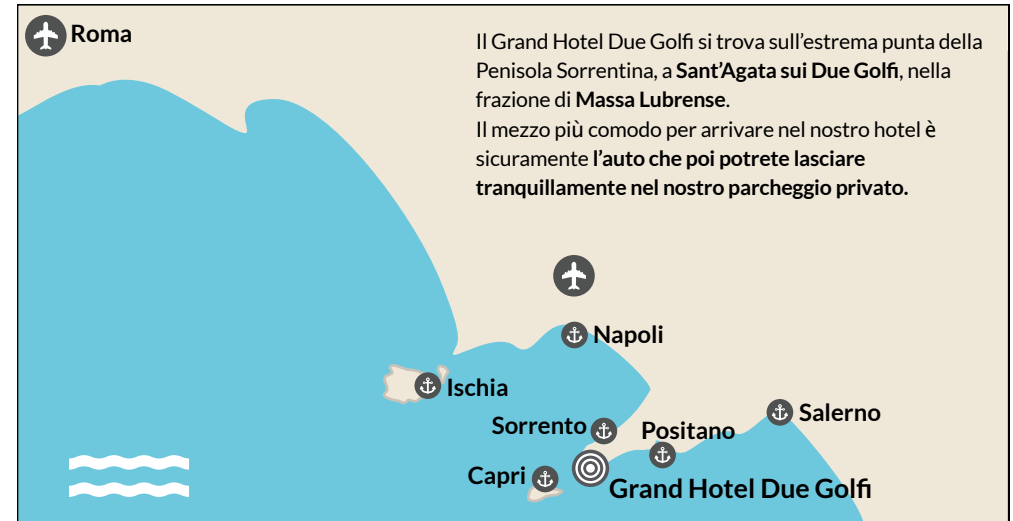 Roma
Il Grand Hotel Due Golfi si trova sull'estrema punta della
Penisola Sorrentina, a Sant'Agata sui Due Golfi, nella
frazione di Massa Lubrense.
Il mezzo più comodo per arrivare nel nostro hotel è
sicuramente l'auto che poi potrete lasciare
tranquillamente nel nostro parcheggio privato.
Napoli
Ischia
Sorrento
Positano
Salerno
Capri
Grand Hotel Due Golfi